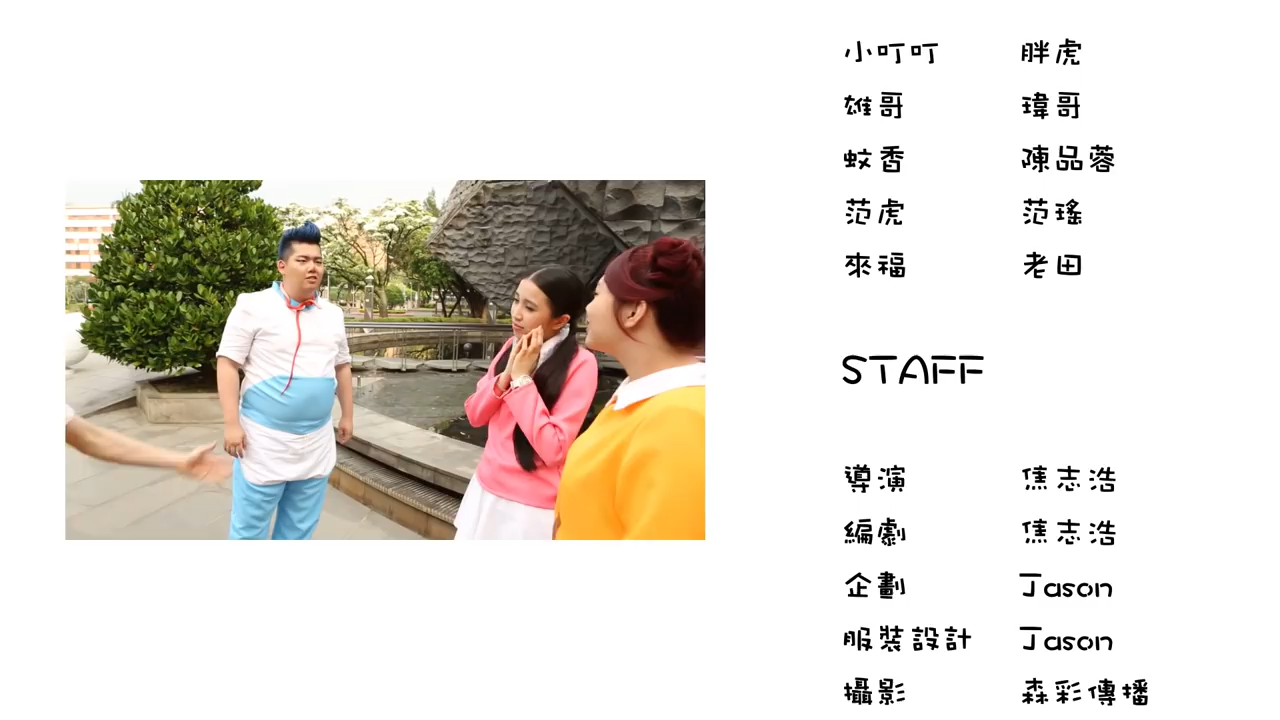 小叮叮 胖虎
雄哥 瑋哥
蚊香 陳品蓉
范虎 范瑤
來福 老田
STAFF
導演 焦志浩
編劇 焦志浩
企劃 Jason
服裝設計 Jason
攝影 森彩傳播